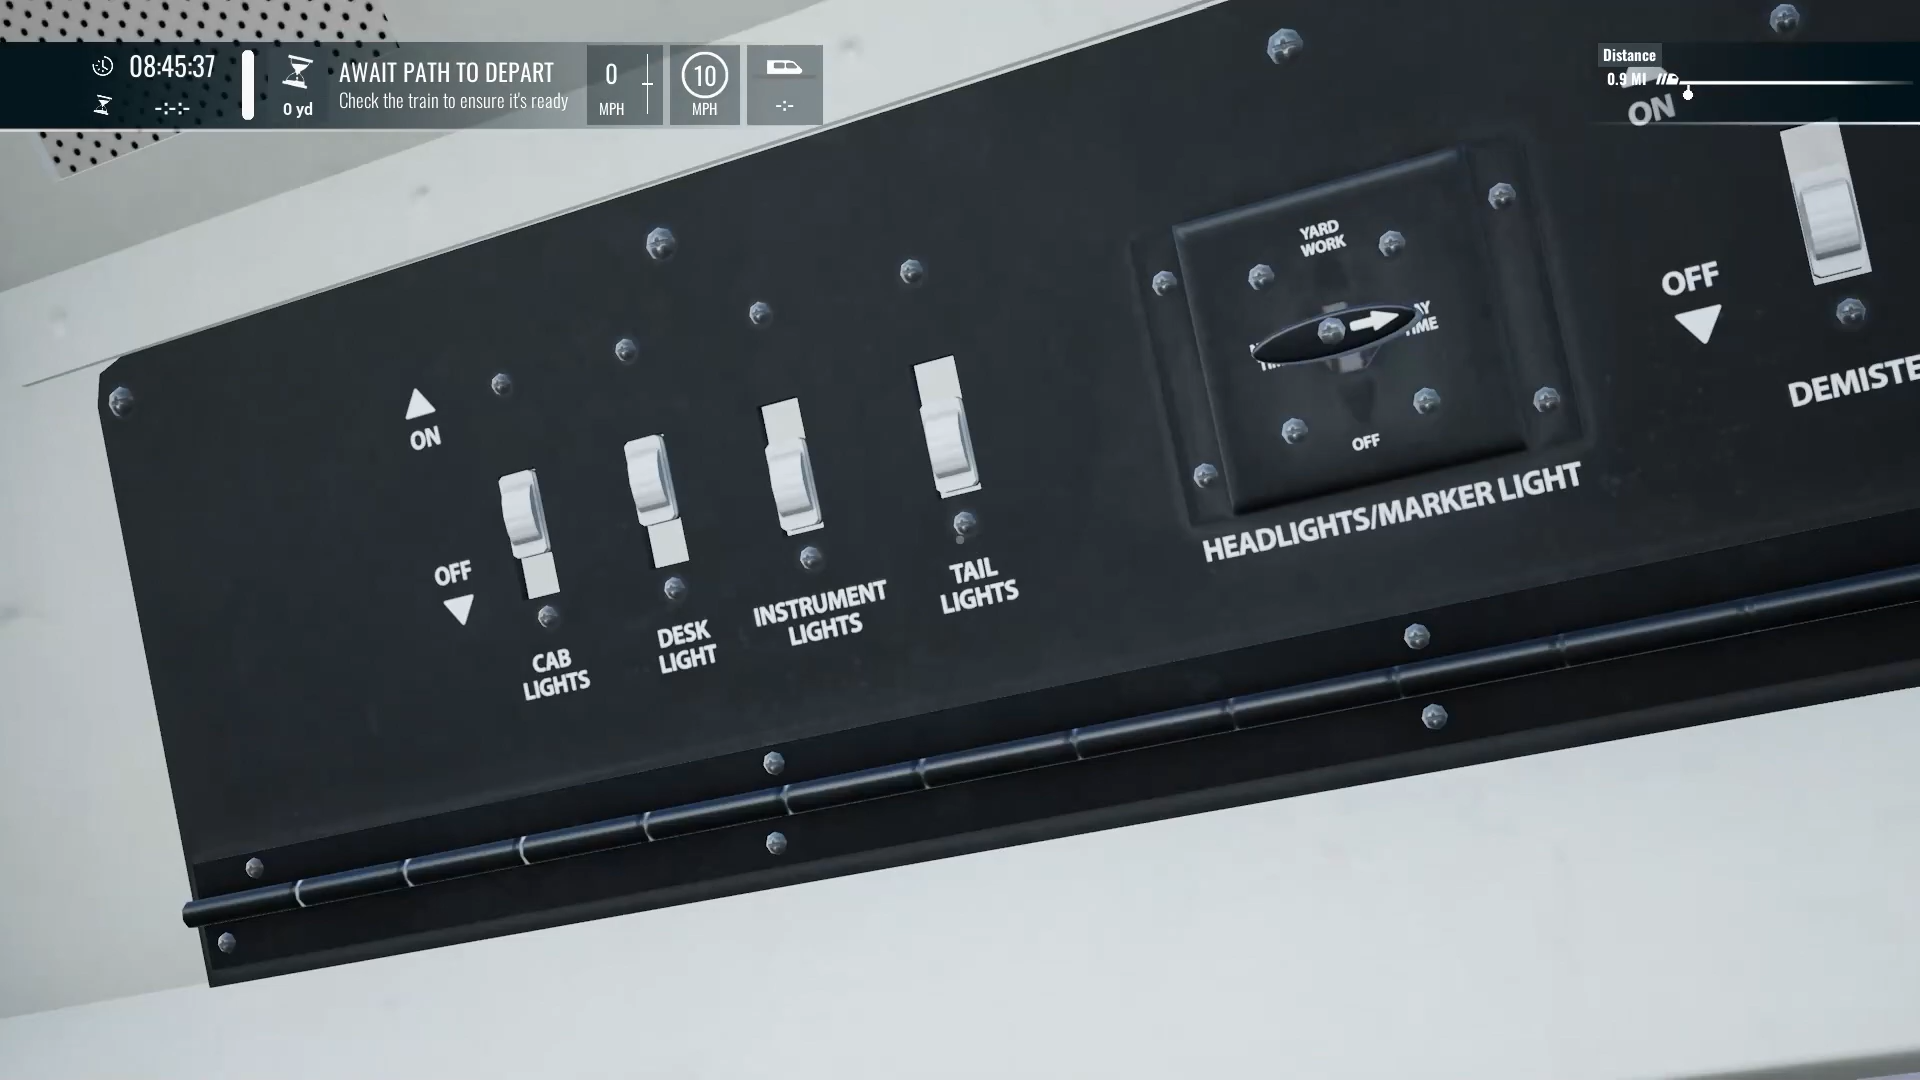 08:45:37
-:-:-
0 yd
AWAIT PATH TO DEPART
Check the train to ensure it's ready
0
MPH
10
MPH
-:-
Distance
0.9 MI
ON
OFF
DEMISTE
YARD
WORK
OFF
HEADLIGHTS/MARKER LIGHT
ON
OFF
CAB
LIGHTS
DESK
LIGHT
INSTRUMENT
LIGHTS
TAIL
LIGHTS